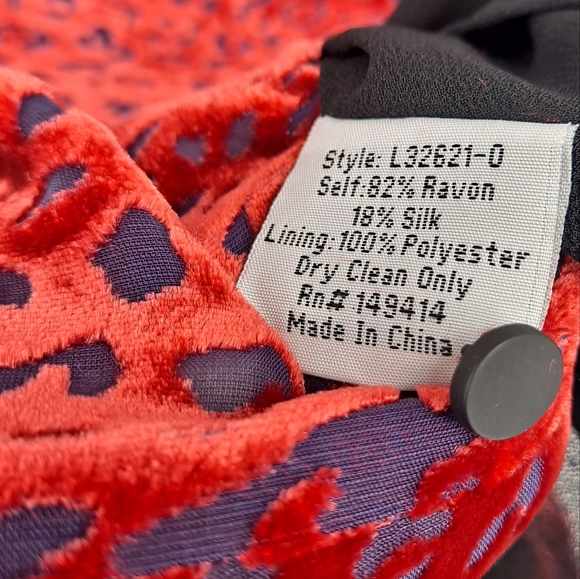 Style: L32621-0
Self:82% Rayon
18% Silk
Lining:100% Polyester
Dry Clean Only
Rn# 149414
Made In China